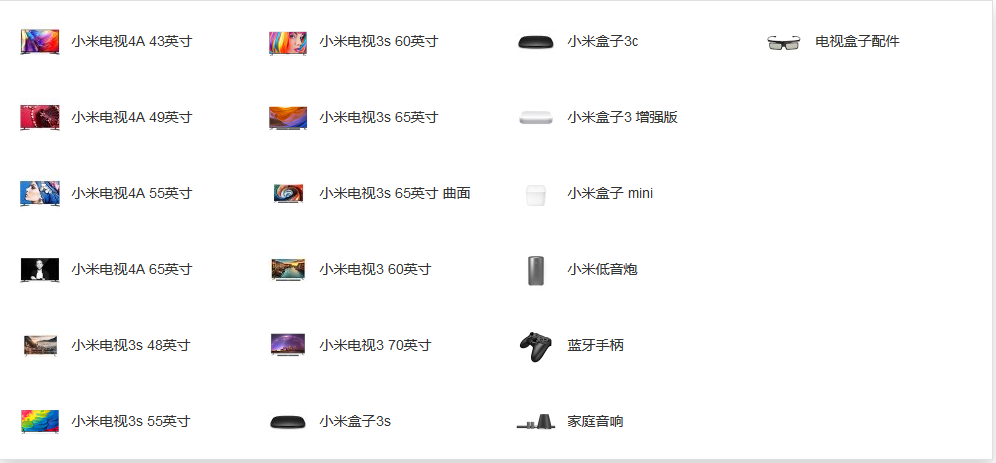 小米电视4A 43英寸
小米电视4A 49英寸
小米电视4A 55英寸
小米电视4A 65英寸
小米电视3s 48英寸
小米电视3s 55英寸
小米电视3s 60英寸
小米电视3s 65英寸
小米电视3s 65英寸 曲面
小米电视3 60英寸
小米电视3 70英寸
小米盒子3s
小米盒子3c
小米盒子3 增强版
小米盒子 mini
小米低音炮
蓝牙手柄
家庭音响
电视盒子配件